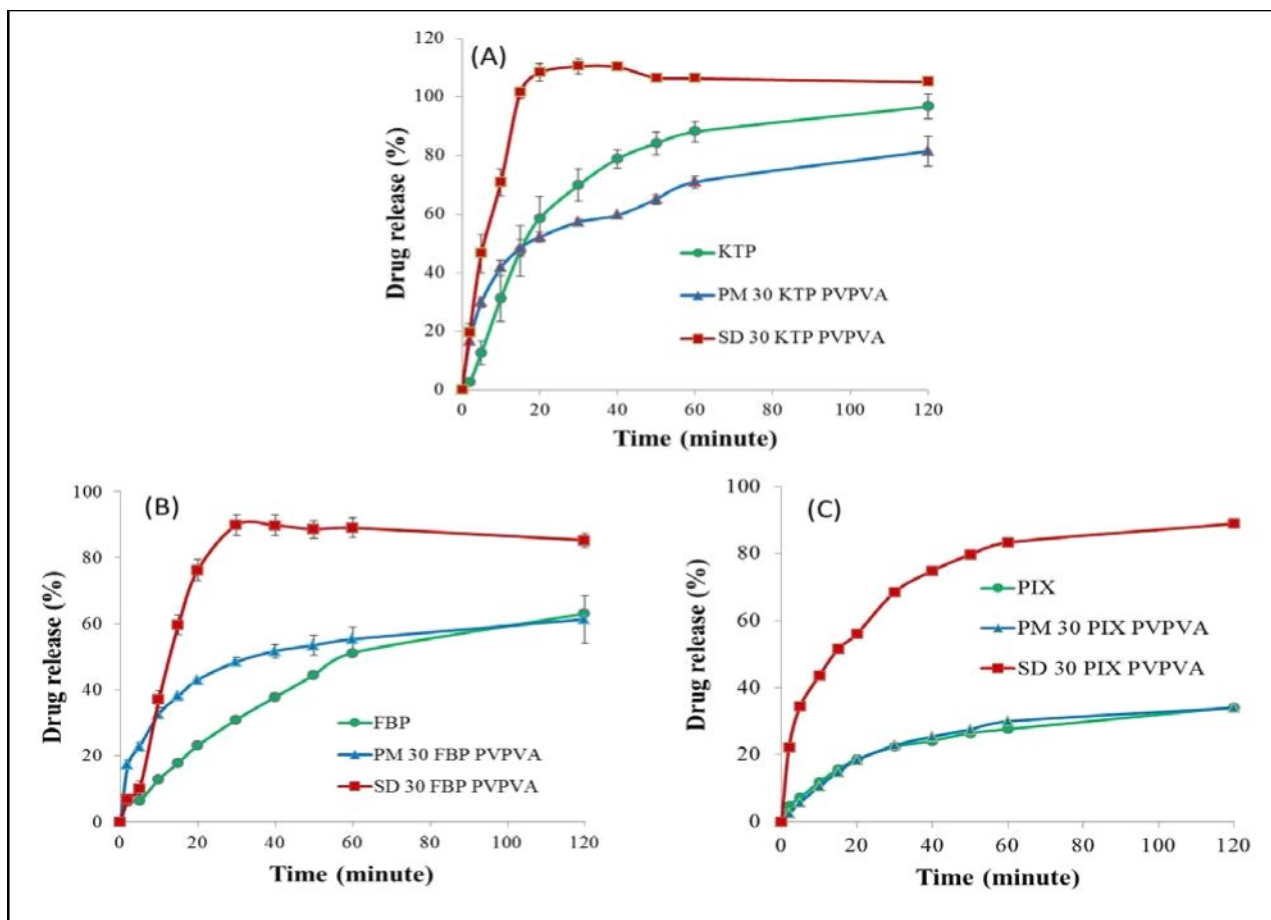 (A)
Drug release (%)
120
100
80
60
40
20
0
KTP
PM 30 KTP PVPVA
SD 30 KTP PVPVA
0 20 40 60 80 100 120
Time (minute)
(B)
Drug release (%)
100
80
60
40
20
0
FBP
PM 30 FBP PVPVA
SD 30 FBP PVPVA
0 20 40 60 80 100 120
Time (minute)
(C)
Drug release (%)
100
80
60
40
20
0
PIX
PM 30 PIX PVPVA
SD 30 PIX PVPVA
0 20 40 60 80 100 120
Time (minute)